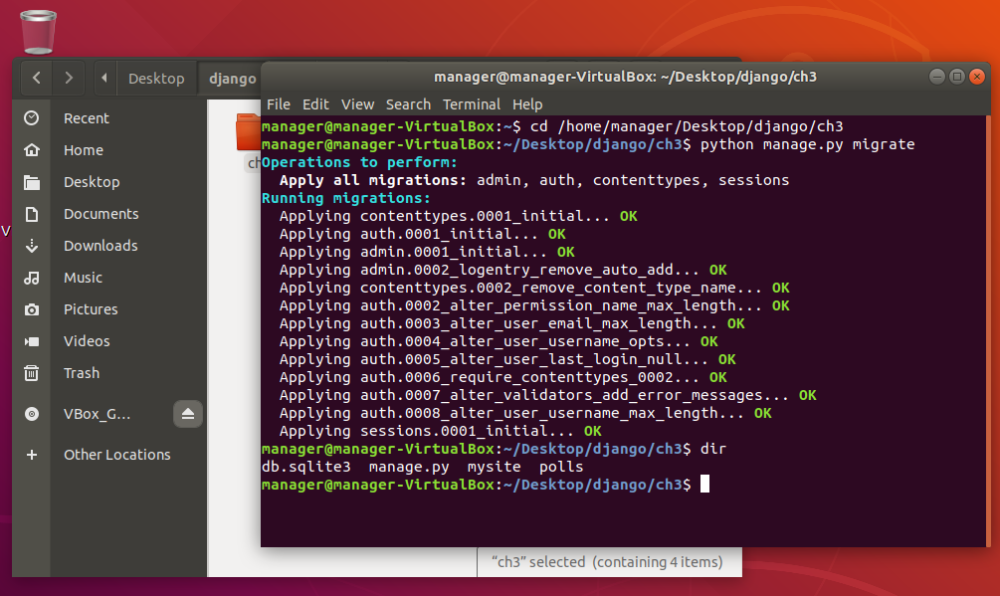 Desktop
django
Recent
Home
Desktop
Documents
Downloads
Music
Pictures
Videos
Trash
VBox_G...
Other Locations
V
ch
"ch3" selected (containing 4 items)
manager@manager-VirtualBox: ~/Desktop/django/ch3
File Edit View Search Terminal Help
manager@manager-VirtualBox:~$ cd /home/manager/Desktop/django/ch3
manager@manager-VirtualBox:~/Desktop/django/ch3$ python manage.py migrate
Operations to perform:
  Apply all migrations: admin, auth, contenttypes, sessions
Running migrations:
  Applying contenttypes.0001_initial... OK
  Applying auth.0001_initial... OK
  Applying admin.0001_initial... OK
  Applying admin.0002_logentry_remove_auto_add... OK
  Applying contenttypes.0002_remove_content_type_name... OK
  Applying auth.0002_alter_permission_name_max_length... OK
  Applying auth.0003_alter_user_email_max_length... OK
  Applying auth.0004_alter_user_username_opts... OK
  Applying auth.0005_alter_user_last_login_null... OK
  Applying auth.0006_require_contenttypes_0002... OK
  Applying auth.0007_alter_validators_add_error_messages... OK
  Applying auth.0008_alter_user_username_max_length... OK
  Applying sessions.0001_initial... OK
manager@manager-VirtualBox:~/Desktop/django/ch3$ dir
db.sqlite3  manage.py  mysite  polls
manager@manager-VirtualBox:~/Desktop/django/ch3$